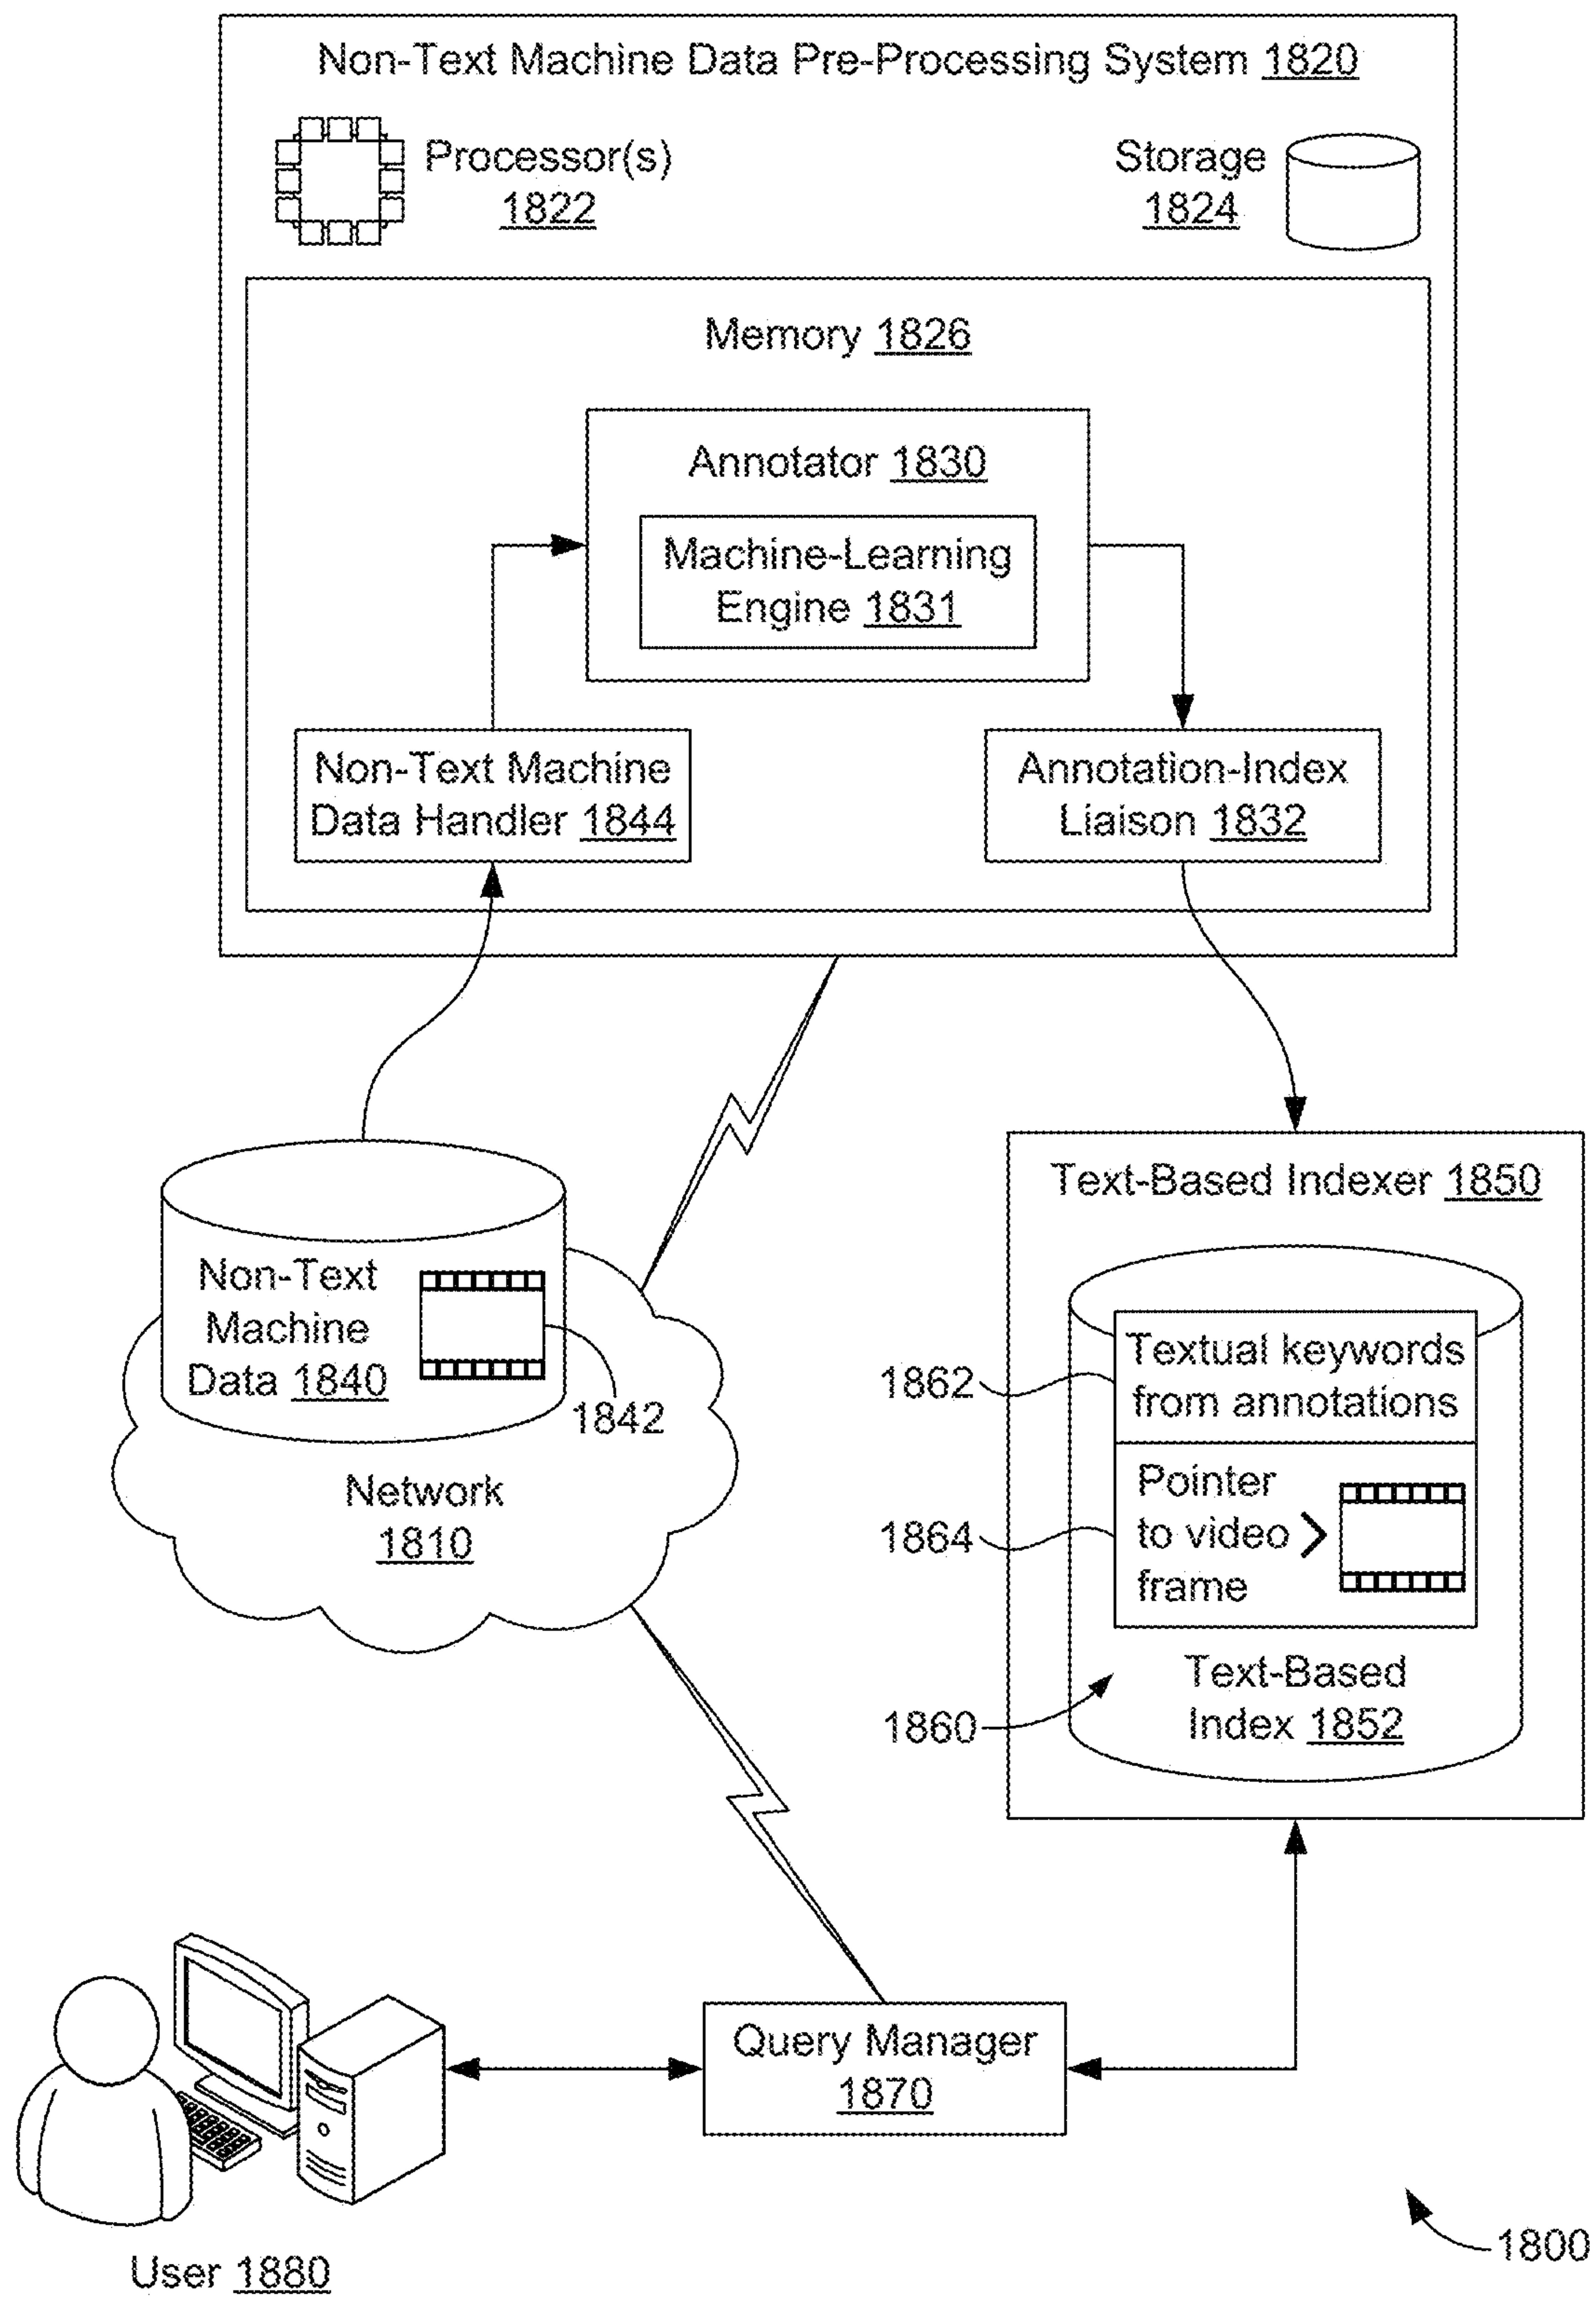 Non-Text Machine Data Pre-Processing System 1820
Processor(s)
1822
Storage
1824
Memory 1826
Annotator 1830
Machine-Learning
Engine 1831
Non-Text Machine
Data Handler 1844
Annotation-Index
Liaison 1832
Non-Text
Machine
Data 1840
1842
Network
1810
Text-Based Indexer 1850
1862
Textual keywords
from annotations
1864
Pointer
to video
frame
1860
Text-Based
Index 1852
Query Manager
1870
User 1880
1800